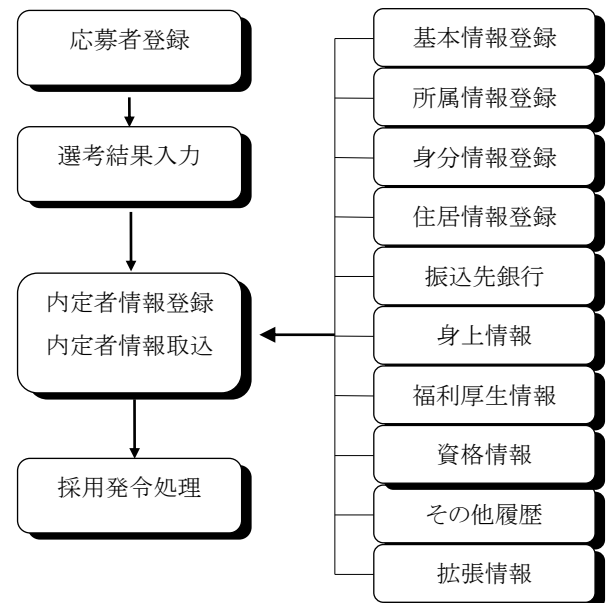 応募者登録
選考結果入力
内定者情報登録
内定者情報取込
採用発令処理
基本情報登録
所属情報登録
身分情報登録
住居情報登録
振込先銀行
身上情報
福利厚生情報
資格情報
その他履歴
拡張情報